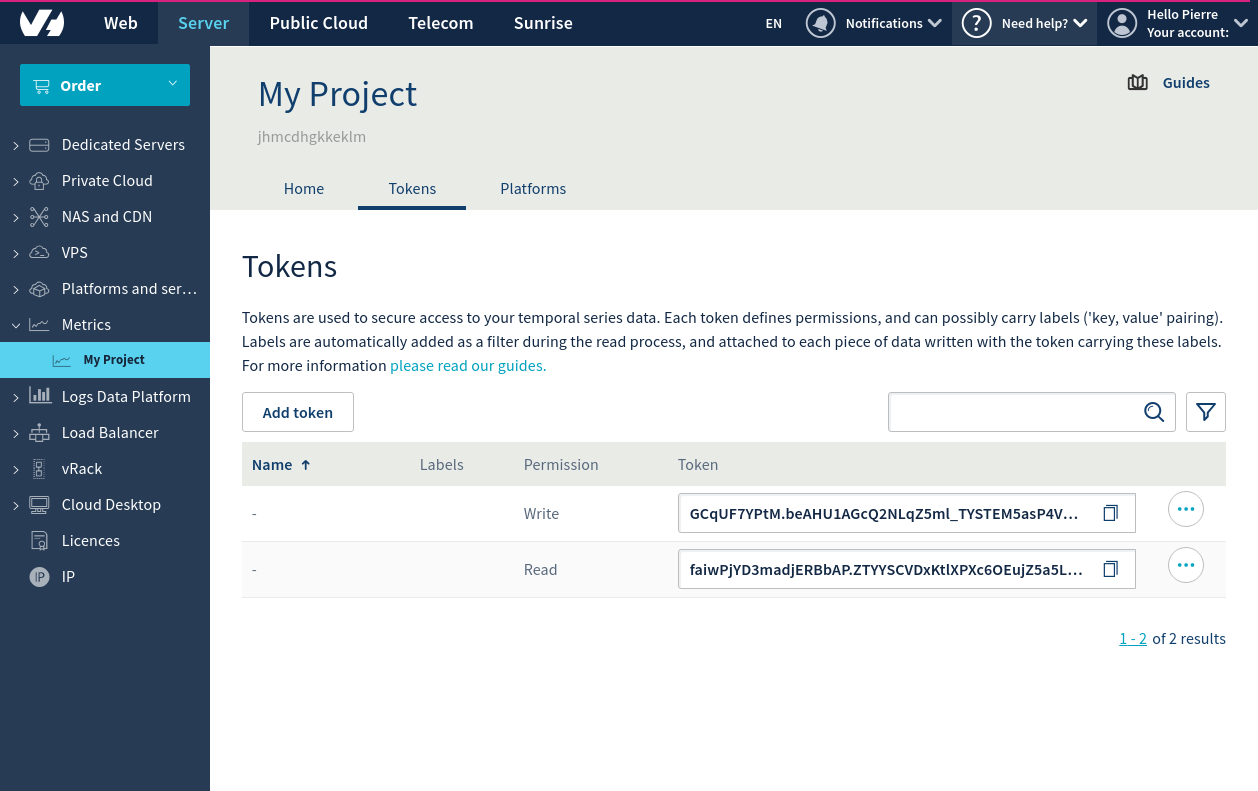 Web
Server
Public Cloud
Telecom
Sunrise
EN
Notifications
Need help?
Hello Pierre
Your account:
Order
Dedicated Servers
Private Cloud
NAS and CDN
VPS
Platforms and ser...
Metrics
My Project
Logs Data Platform
Load Balancer
vRack
Cloud Desktop
Licences
IP
My Project
Guides
jhmcdhgkkeklm
Home
Tokens
Platforms
Tokens
Tokens are used to secure access to your temporal series data. Each token defines permissions, and can possibly carry labels ('key, value' pairing).
Labels are automatically added as a filter during the read process, and attached to each piece of data written with the token carrying these labels.
For more information please read our guides.
Add token
Name Labels Permission Token
- Write GCqUF7YPtM.beAHU1AGcQ2NLqZ5ml_TYSTEM5asP4V...
- Read faiwPjYD3madjERBbAP.ZTYYSCVDxKtlXPXc6OEujZ5a5L...
1 - 2 of 2 results